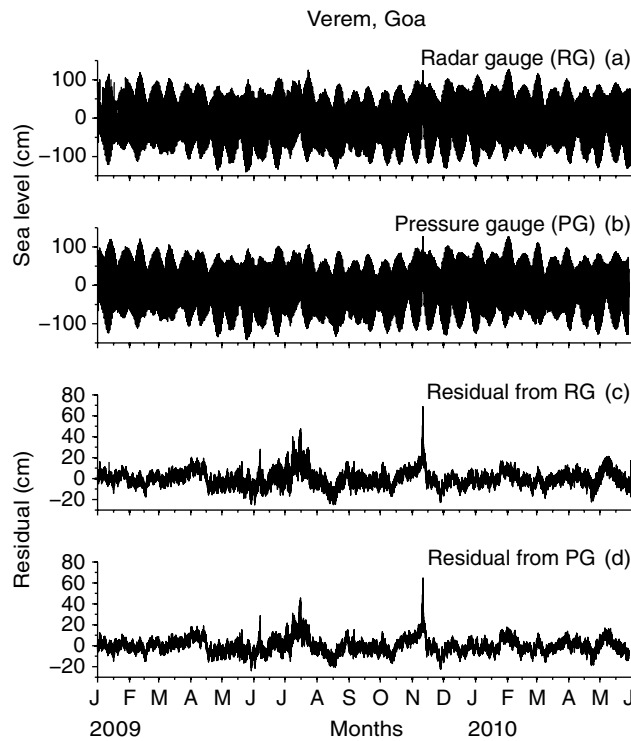 Verem, Goa
Radar gauge (RG) (a)
100
0
−100
Pressure gauge (PG) (b)
100
0
−100
Sea level (cm)
Residual from RG (c)
80
60
40
20
0
−20
Residual from PG (d)
80
60
40
20
0
−20
Residual (cm)
J F M A M J J A S O N D J F M A M J
2009 Months 2010